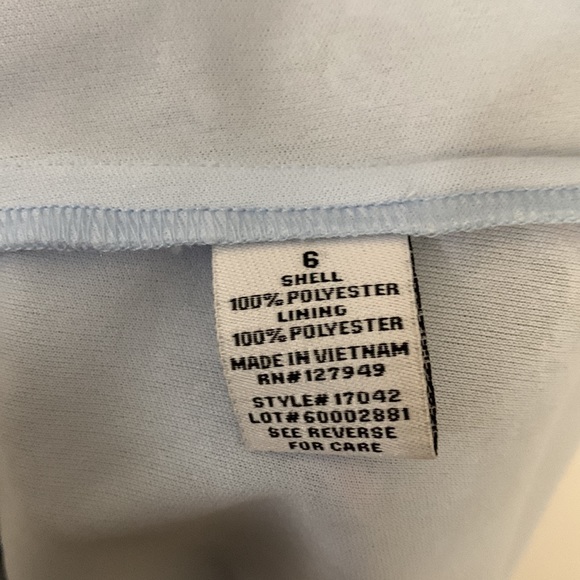 6
SHELL
100% POLYESTER
LINING
100% POLYESTER
MADE IN VIETNAM
RN# 127949
STYLE# 17042
LOT# 60002881
SEE REVERSE
FOR CARE